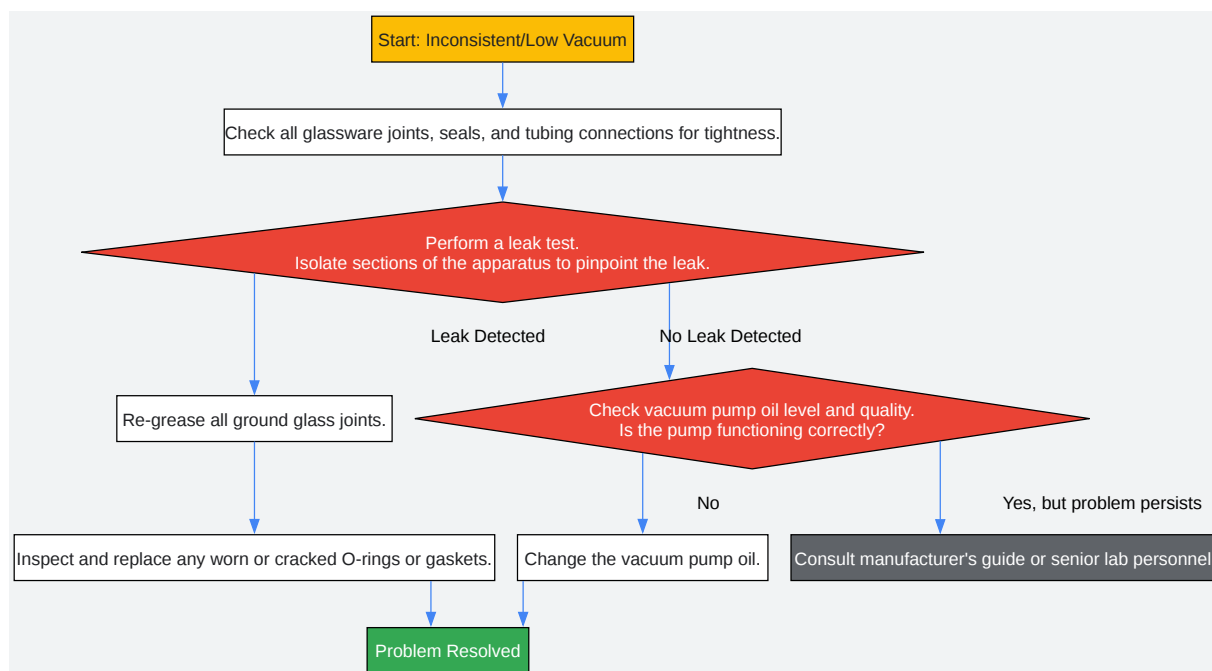 Start: Inconsistent/Low Vacuum
Check all glassware joints, seals, and tubing connections for tightness.
Perform a leak test.
Isolate sections of the apparatus to pinpoint the leak.
Leak Detected
No Leak Detected
Re-grease all ground glass joints.
Check vacuum pump oil level and quality.
Is the pump functioning correctly?
No
Yes, but problem persists
Inspect and replace any worn or cracked O-rings or gaskets.
Change the vacuum pump oil.
Consult manufacturer's guide or senior lab personnel
Problem Resolved